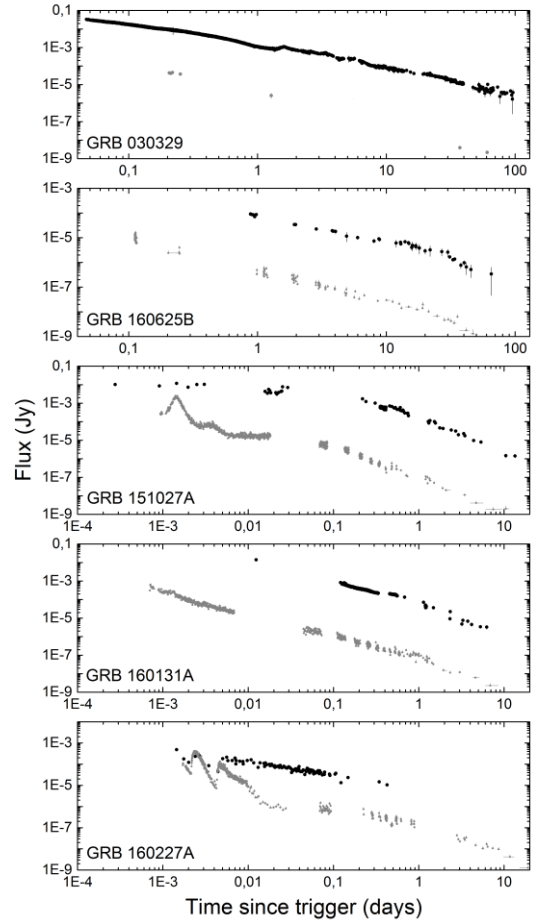 0,1
1E-3
1E-5
1E-7
1E-9
GRB 030329
0,1 1 10 100
1E-3
1E-5
1E-7
1E-9
GRB 160625B
0,1 1 10 100
Flux (Jy)
0,1
1E-3
1E-5
1E-7
1E-9
GRB 151027A
1E-4 1E-3 0,01 0,1 1 10
0,1
1E-3
1E-5
1E-7
1E-9
GRB 160131A
1E-4 1E-3 0,01 0,1 1 10
1E-3
1E-5
1E-7
1E-9
GRB 160227A
1E-4 1E-3 0,01 0,1 1 10
Time since trigger (days)